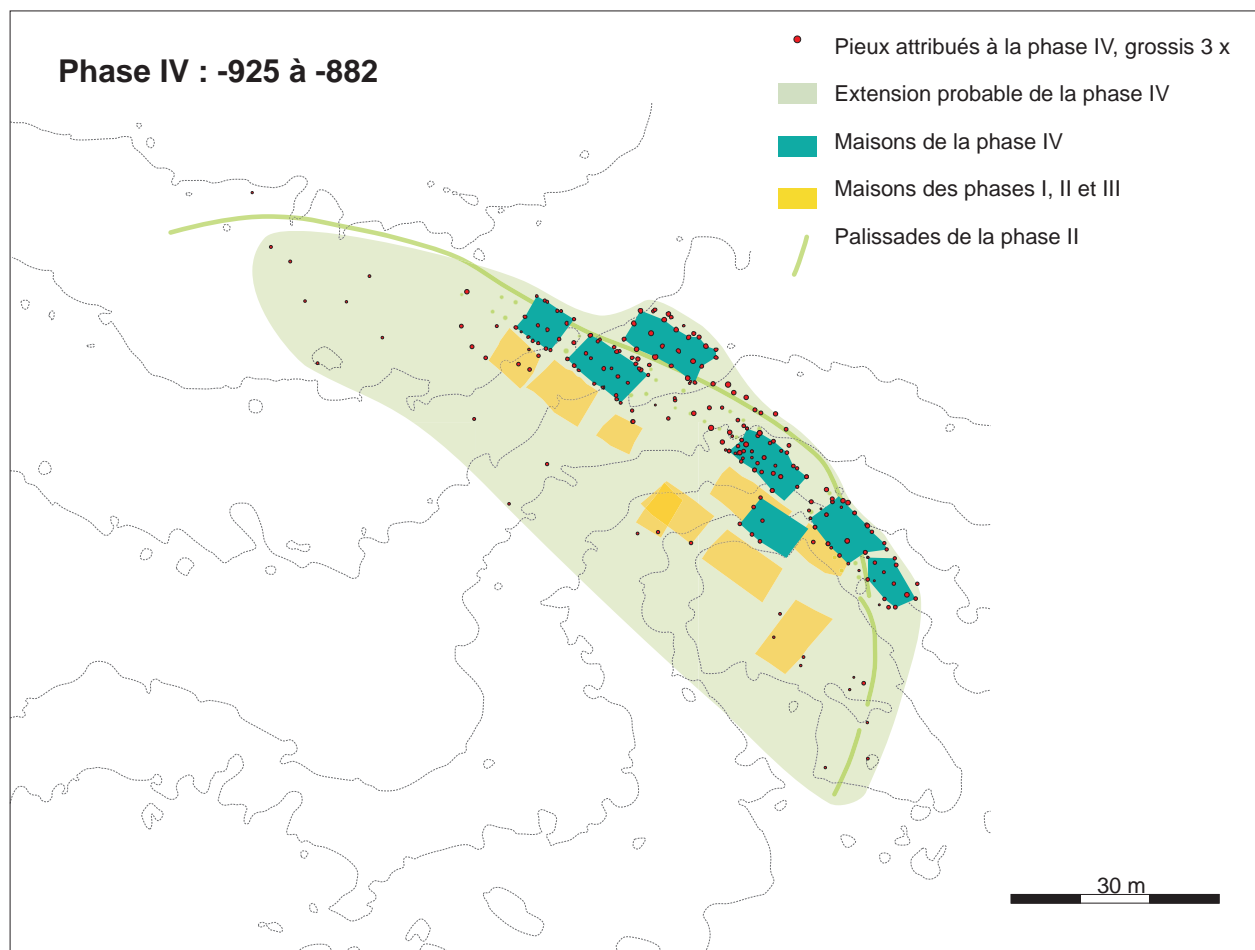 Phase IV : -925 à -882
Pieux attribués à la phase IV, grossis 3 x
Extension probable de la phase IV
Maisons de la phase IV
Maisons des phases I, II et III
Palissades de la phase II
30 m